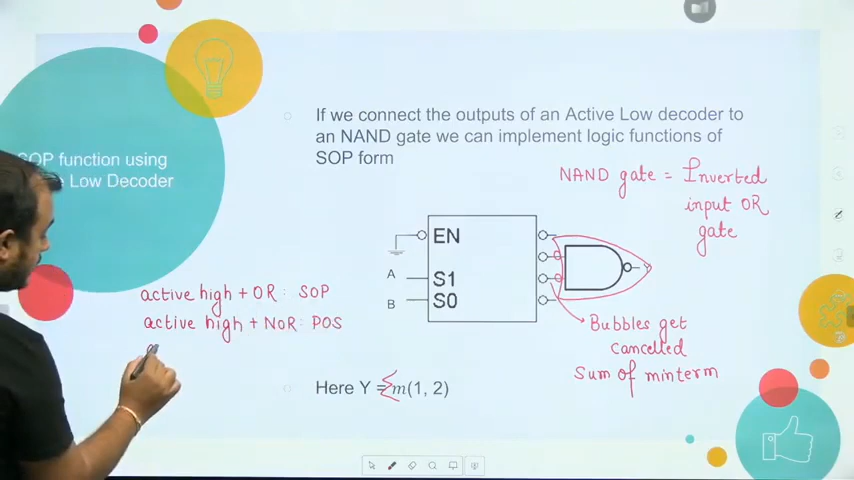 SOP function using
Low Decoder
If we connect the outputs of an Active Low decoder to
an NAND gate we can implement logic functions of
SOP form
NAND gate = Inverted
input OR
gate
EN
A
S1
B
S0
Y
active high + OR : SOP
active high + NOR : POS
Bubbles get
cancelled
Sum of minterm
Here Y = Σm(1, 2)